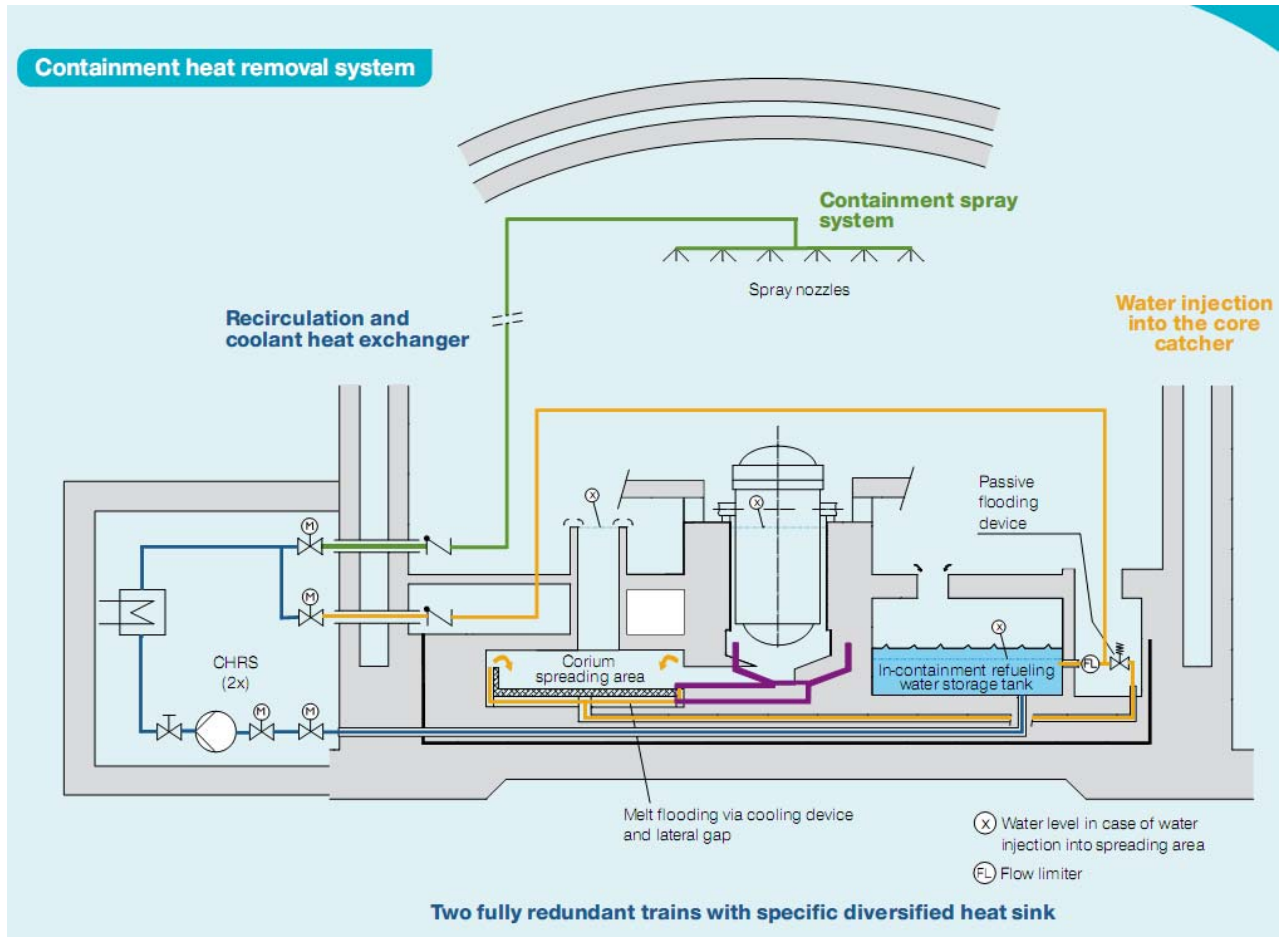 Containment heat removal system
Containment spray
system
Spray nozzles
Recirculation and
coolant heat exchanger
Water injection
into the core
catcher
Passive
flooding
device
X
X
M
M
X
CHRS
(2x)
Corium
spreading area
In-containment refueling
water storage tank
FL
M
M
Melt flooding via cooling device
and lateral gap
X Water level in case of water
injection into spreading area
FL Flow limiter
Two fully redundant trains with specific diversified heat sink